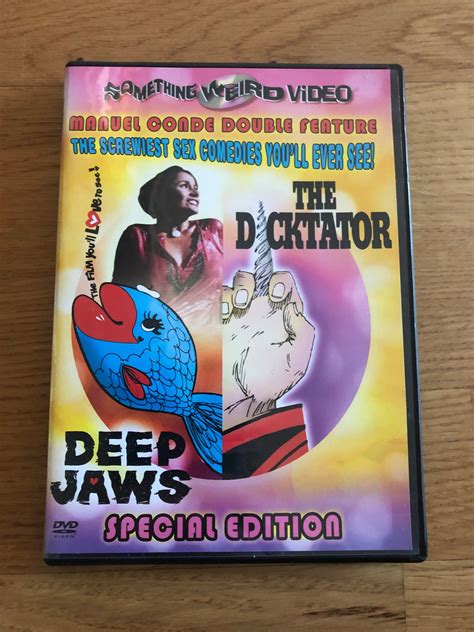 SOMETHING WEIRD VIDEO
MANUEL CONDE DOUBLE FEATURE
THE SCREWIEST SEX COMEDIES YOU'LL EVER SEE!
The FILM YOU'll LOVE to see!
THE
DICKTATOR
DEEP
JAWS
DVD
VIDEO
SPECIAL EDITION